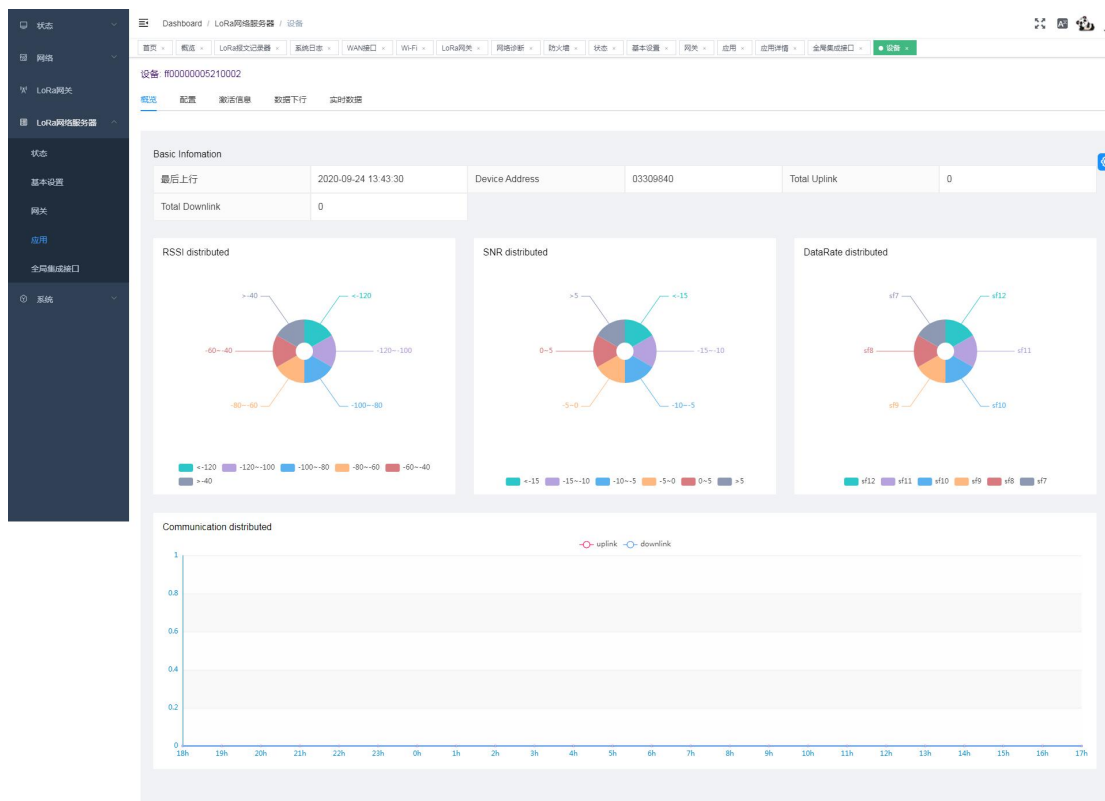 状态
网络
LoRa网关
LoRa网络服务器
状态
基本设置
网关
应用
全局集成接口
系统
Dashboard / LoRa网络服务器 / 设备
首页 × 概览 × LoRa报文记录器 × 系统日志 × WAN接口 × Wi-Fi × LoRa网关 × 网络诊断 × 防火墙 × 状态 × 基本设置 × 网关 × 应用 × 应用详情 × 全局集成接口 × 设备 ×
设备: ff00000005210002
概览 配置 激活信息 数据下行 实时数据
Basic Infomation
最后上行 2020-09-24 13:43:30 Device Address 03309840 Total Uplink 0
Total Downlink 0
RSSI distributed
>-40 <-120
-60~-40 -120~-100
-80~-60 -100~-80
<-120 -120~-100 -100~-80 -80~-60 -60~-40
>-40
SNR distributed
>5 <-15
0~5 -15~-10
-5~0 -10~-5
<-15 -15~-10 -10~-5 -5~0 0~5 >5
DataRate distributed
sf7 sf12
sf8 sf11
sf9 sf10
sf12 sf11 sf10 sf9 sf8 sf7
Communication distributed
uplink downlink
1
0.8
0.6
0.4
0.2
0
18h 19h 20h 21h 22h 23h 0h 1h 2h 3h 4h 5h 6h 7h 8h 9h 10h 11h 12h 13h 14h 15h 16h 17h